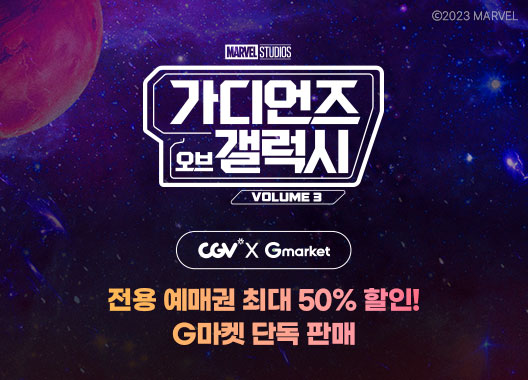 ©2023 MARVEL
MARVEL STUDIOS
가디언즈
오브 갤럭시
VOLUME 3
CGV X Gmarket
전용 예매권 최대 50% 할인!
G마켓 단독 판매